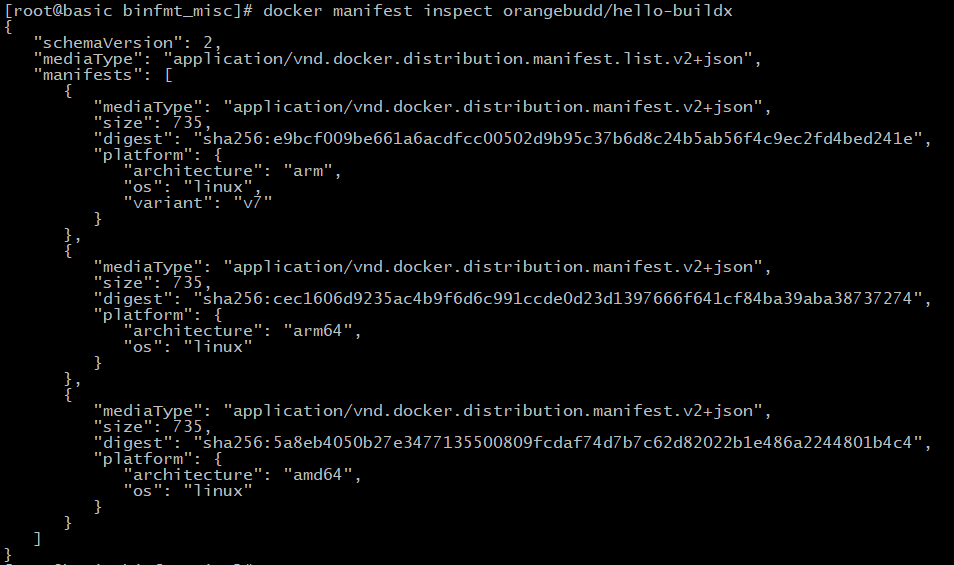 [root@basic binfmt_misc]# docker manifest inspect orangebudd/hello-buildx
{
   "schemaVersion": 2,
   "mediaType": "application/vnd.docker.distribution.manifest.list.v2+json",
   "manifests": [
      {
         "mediaType": "application/vnd.docker.distribution.manifest.v2+json",
         "size": 735,
         "digest": "sha256:e9bcf009be661a6acdfcc00502d9b95c37b6d8c24b5ab56f4c9ec2fd4bed241e",
         "platform": {
            "architecture": "arm",
            "os": "linux",
            "variant": "v7"
         }
      },
      {
         "mediaType": "application/vnd.docker.distribution.manifest.v2+json",
         "size": 735,
         "digest": "sha256:cec1606d9235ac4b9f6d6c991ccde0d23d1397666f641cf84ba39aba38737274",
         "platform": {
            "architecture": "arm64",
            "os": "linux"
         }
      },
      {
         "mediaType": "application/vnd.docker.distribution.manifest.v2+json",
         "size": 735,
         "digest": "sha256:5a8eb4050b27e3477135500809fcdaf74d7b7c62d82022b1e486a2244801b4c4",
         "platform": {
            "architecture": "amd64",
            "os": "linux"
         }
      }
   ]
}